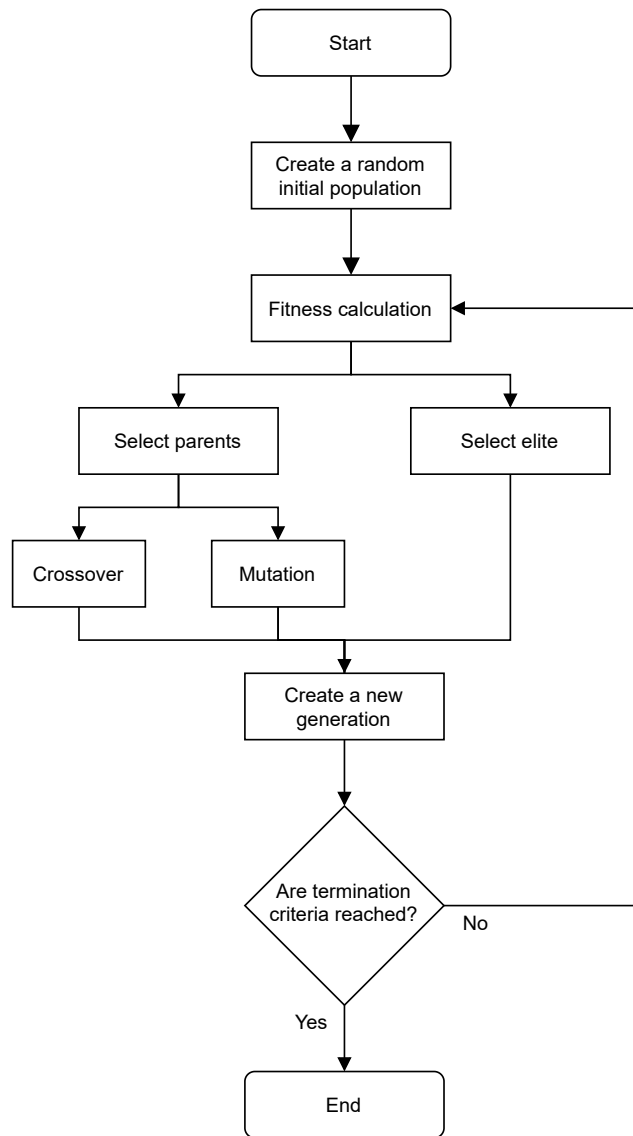 Start
Create a random
initial population
Fitness calculation
Select parents
Select elite
Crossover
Mutation
Create a new
generation
Are termination
criteria reached?
No
Yes
End